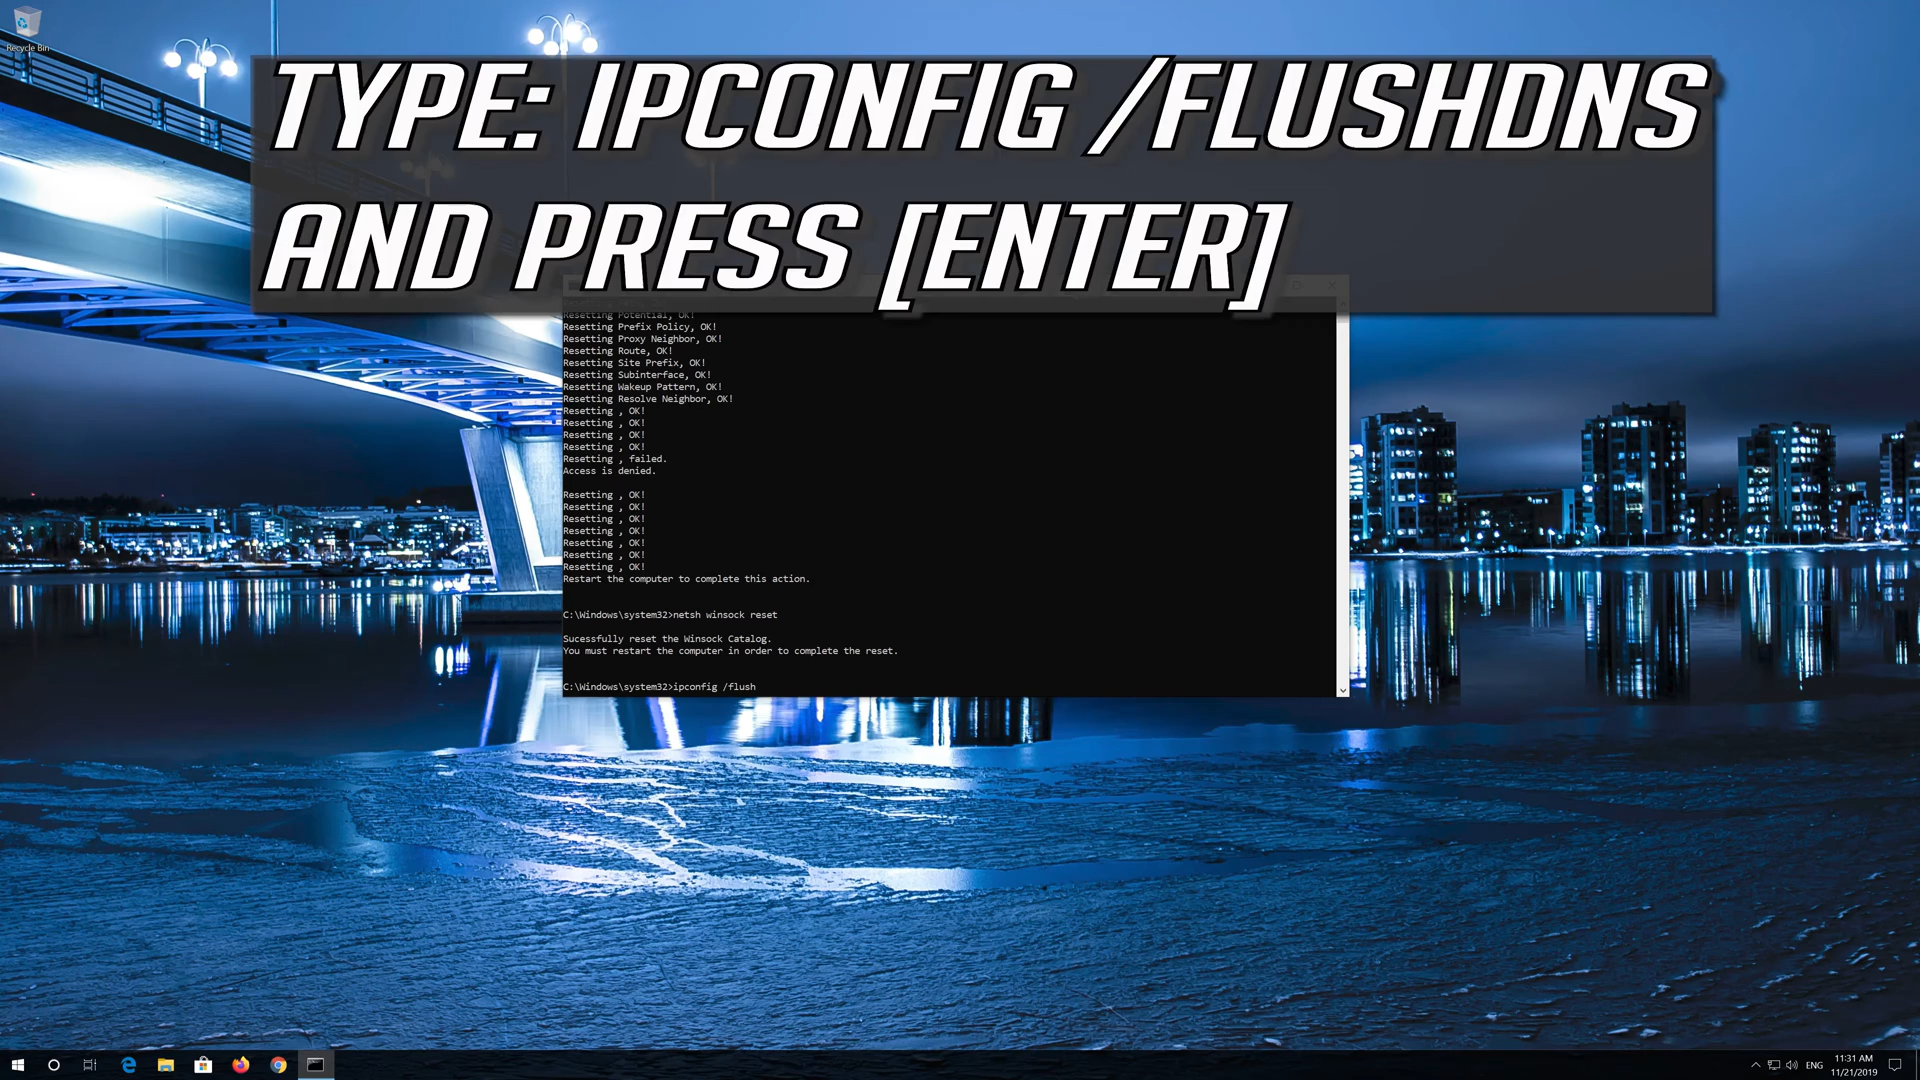 Recycle Bin
TYPE: IPCONFIG /FLUSHDNS
AND PRESS [ENTER]
Resetting Potential, OK!
Resetting Prefix Policy, OK!
Resetting Proxy Neighbor, OK!
Resetting Route, OK!
Resetting Site Prefix, OK!
Resetting Subinterface, OK!
Resetting Wakeup Pattern, OK!
Resetting Resolve Neighbor, OK!
Resetting , OK!
Resetting , OK!
Resetting , OK!
Resetting , OK!
Resetting , failed.
Access is denied.
Resetting , OK!
Resetting , OK!
Resetting , OK!
Resetting , OK!
Resetting , OK!
Resetting , OK!
Resetting , OK!
Restart the computer to complete this action.
C:\Windows\system32>netsh winsock reset
Sucessfully reset the Winsock Catalog.
You must restart the computer in order to complete the reset.
C:\Windows\system32>ipconfig /flush
ENG
11:31 AM
11/21/2019